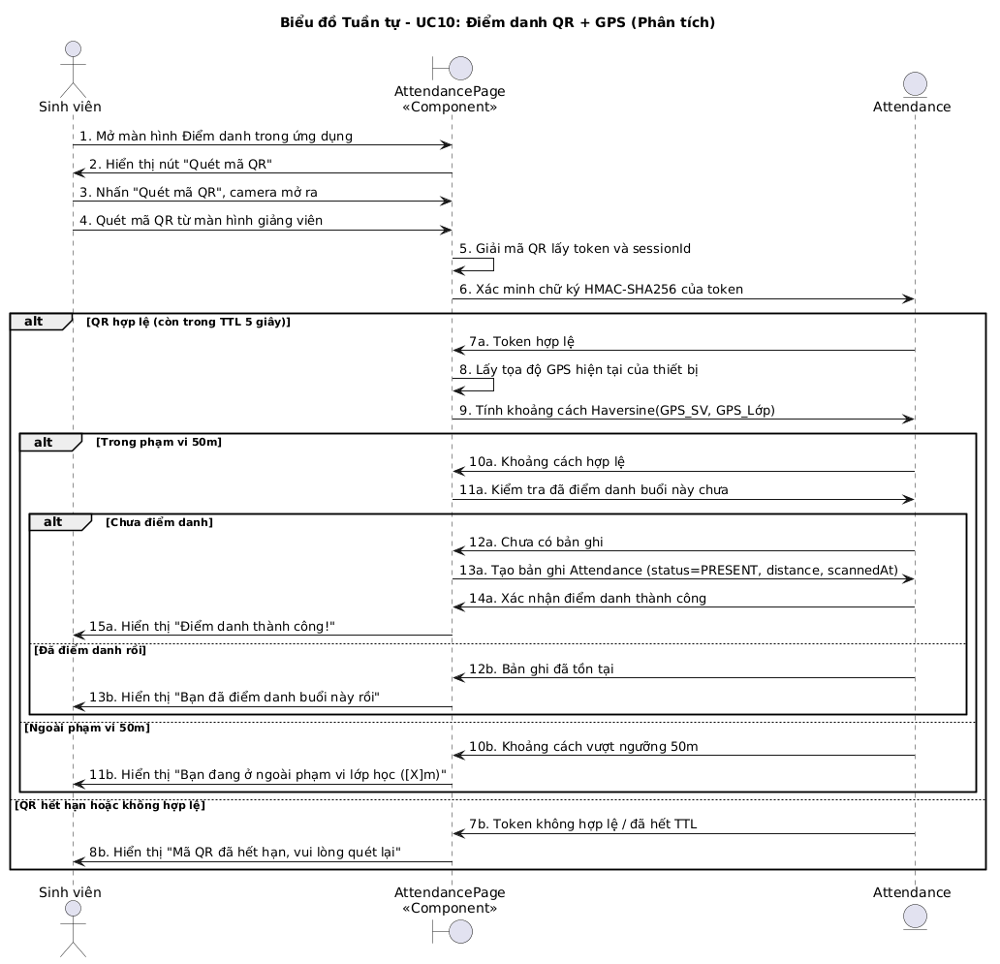 Biểu đồ Tuần tự - UC10: Điểm danh QR + GPS (Phân tích)
Sinh viên
AttendancePage
«Component»
Attendance
1. Mở màn hình Điểm danh trong ứng dụng
2. Hiển thị nút "Quét mã QR"
3. Nhấn "Quét mã QR", camera mở ra
4. Quét mã QR từ màn hình giảng viên
5. Giải mã QR lấy token và sessionId
6. Xác minh chữ ký HMAC-SHA256 của token
alt [QR hợp lệ (còn trong TTL 5 giây)]
7a. Token hợp lệ
8. Lấy tọa độ GPS hiện tại của thiết bị
9. Tính khoảng cách Haversine(GPS_SV, GPS_Lớp)
alt [Trong phạm vi 50m]
10a. Khoảng cách hợp lệ
11a. Kiểm tra đã điểm danh buổi này chưa
alt [Chưa điểm danh]
12a. Chưa có bản ghi
13a. Tạo bản ghi Attendance (status=PRESENT, distance, scannedAt)
14a. Xác nhận điểm danh thành công
15a. Hiển thị "Điểm danh thành công!"
[Đã điểm danh rồi]
12b. Bản ghi đã tồn tại
13b. Hiển thị "Bạn đã điểm danh buổi này rồi"
[Ngoài phạm vi 50m]
10b. Khoảng cách vượt ngưỡng 50m
11b. Hiển thị "Bạn đang ở ngoài phạm vi lớp học ([X]m)"
[QR hết hạn hoặc không hợp lệ]
7b. Token không hợp lệ / đã hết TTL
8b. Hiển thị "Mã QR đã hết hạn, vui lòng quét lại"
Sinh viên
AttendancePage
«Component»
Attendance